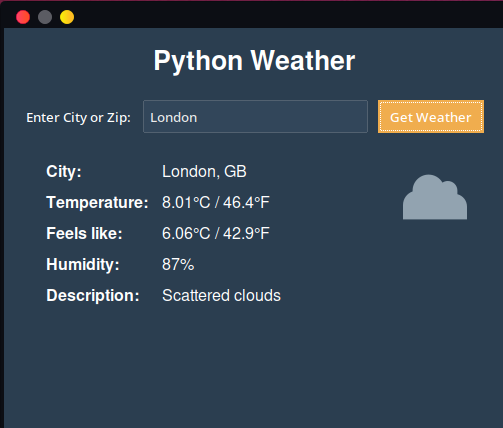 Python Weather
Enter City or Zip: London Get Weather
City: London, GB
Temperature: 8.01°C / 46.4°F
Feels like: 6.06°C / 42.9°F
Humidity: 87%
Description: Scattered clouds